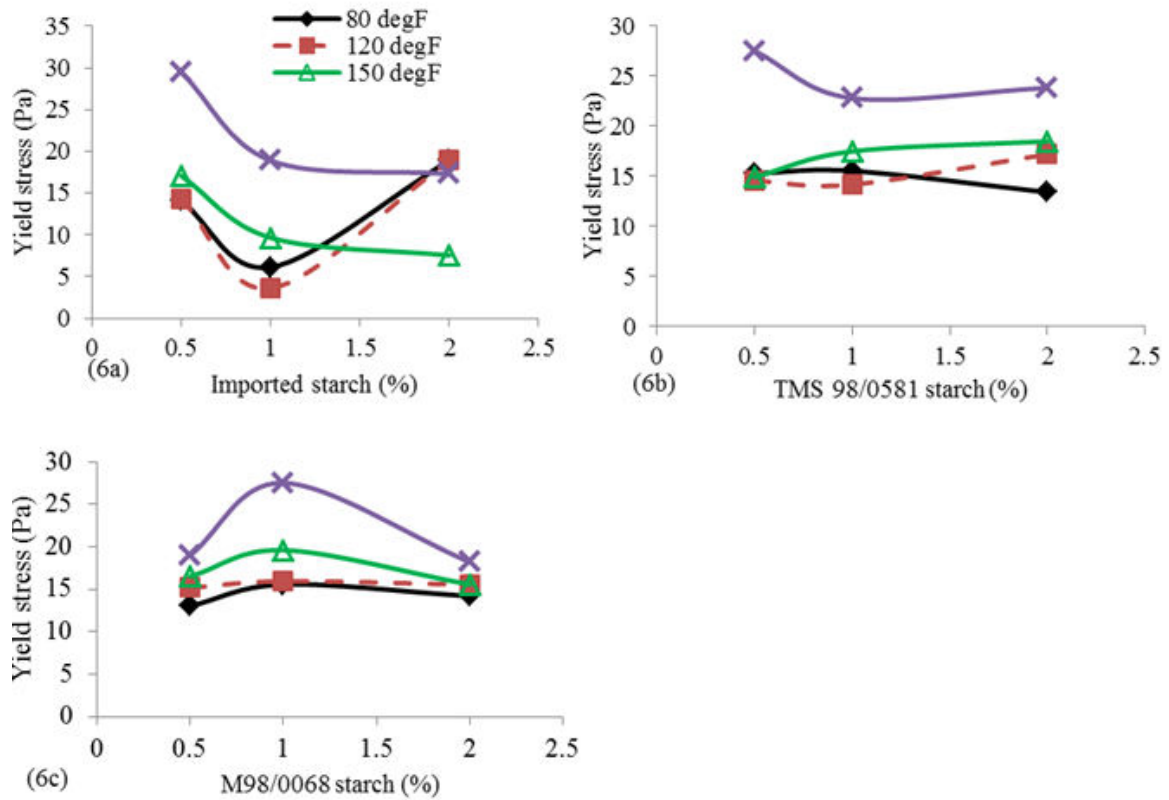 35
30
25
20
15
10
5
0
Yield stress (Pa)
80 degF
120 degF
150 degF
0 0.5 1 1.5 2 2.5
(6a)
Imported starch (%)
30
25
20
15
10
5
0
Yield stress (Pa)
0 0.5 1 1.5 2 2.5
(6b)
TMS 98/0581 starch (%)
30
25
20
15
10
5
0
Yield stress (Pa)
0 0.5 1 1.5 2 2.5
(6c)
M98/0068 starch (%)